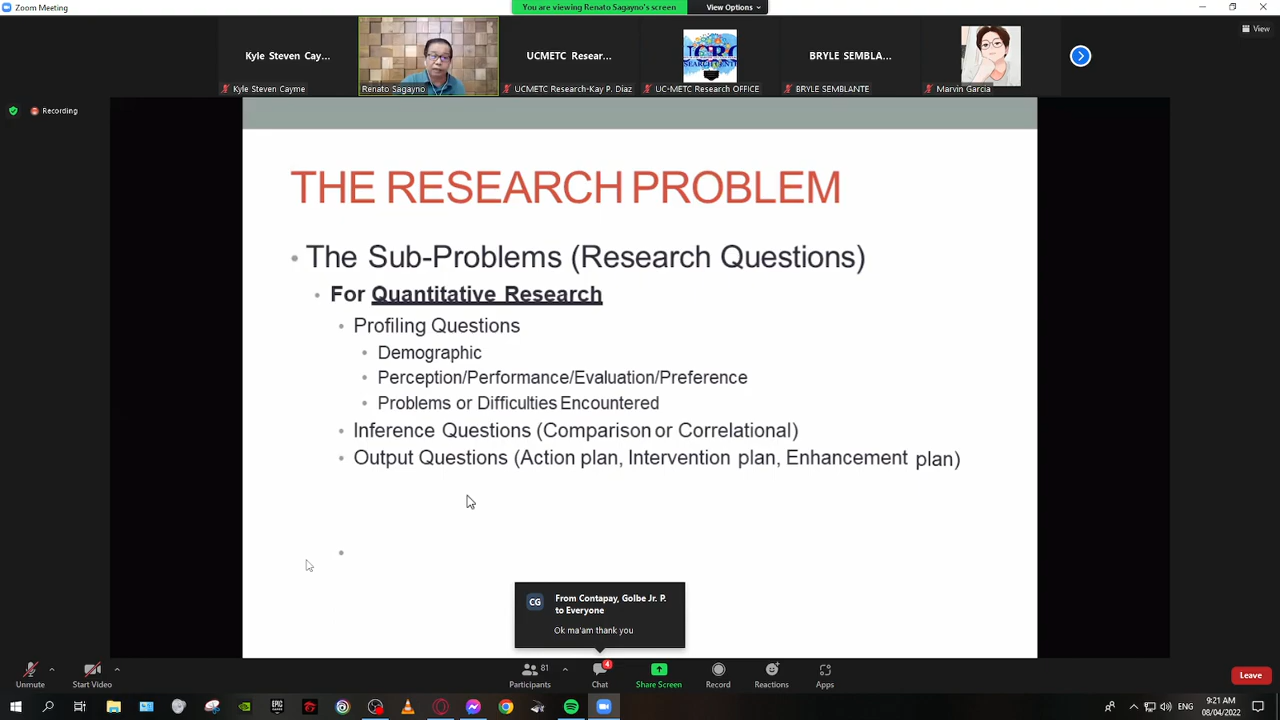 Zoom Meeting
You are viewing Renato Sagayno's screen
View Options
View
Kyle Steven Cay...
UCMETC Resear...
BRYLE SEMBLA...
Kyle Steven Cayme
Renato Sagayno
UCMETC Research-Kay P. Diaz
UC-METC Research OFFICE
BRYLE SEMBLANTE
Marvin Garcia
Recording
THE RESEARCH PROBLEM
• The Sub-Problems (Research Questions)
• For Quantitative Research
• Profiling Questions
• Demographic
• Perception/Performance/Evaluation/Preference
• Problems or Difficulties Encountered
• Inference Questions (Comparison or Correlational)
• Output Questions (Action plan, Intervention plan, Enhancement plan)
•
CG
From Contapay, Golbe Jr. P.
to Everyone
Ok ma'am thank you
81
4
Unmute
Start Video
Participants
Chat
Share Screen
Record
Reactions
Apps
Leave
EPIC
ENG
9:21 AM
08/04/2022